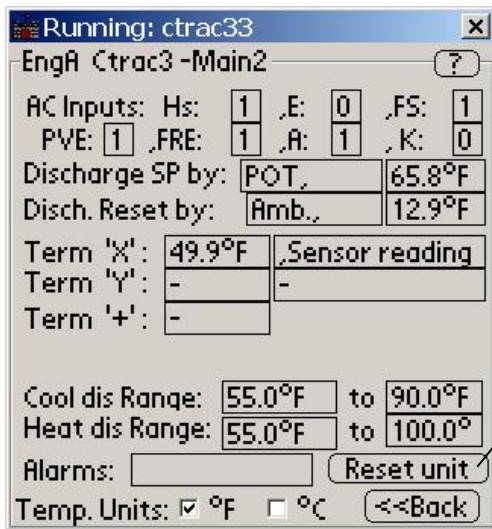 Running: ctrac33
EngA Ctrac3 -Main2 ?
AC Inputs: Hs: 1 ,E: 0 ,FS: 1
PVE: 1 ,FRE: 1 ,A: 1 , K: 0
Discharge SP by: POT, 65.8°F
Disch. Reset by: Amb., 12.9°F
Term 'X': 49.9°F ,Sensor reading
Term 'Y': - -
Term '+': -
Cool dis Range: 55.0°F to 90.0°F
Heat dis Range: 55.0°F to 100.0°
Alarms: Reset unit
Temp. Units: °F °C <<Back